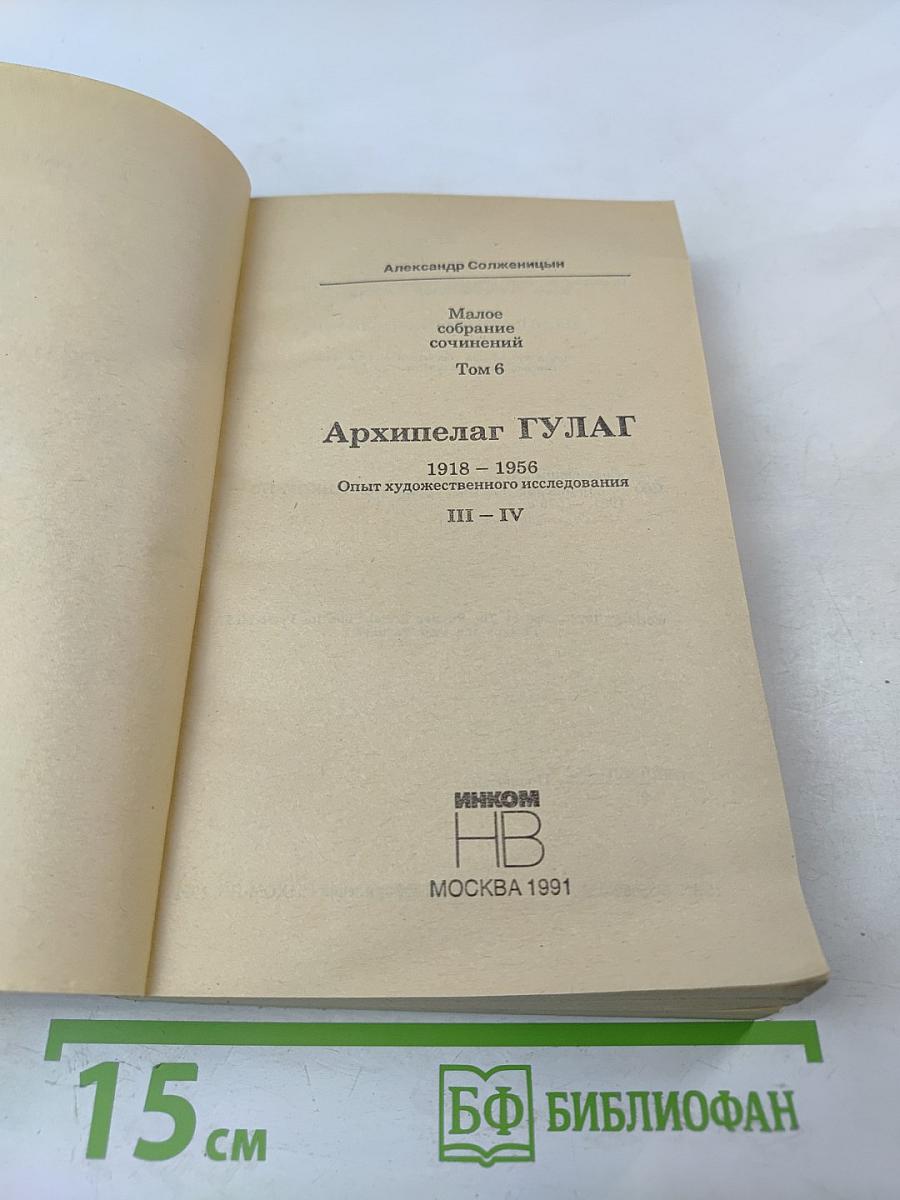 Александр Солженицын
Малое
собрание
сочинений
Том 6
Архипелаг ГУЛАГ
1918 – 1956
Опыт художественного исследования
III – IV
ИНКОМ
НВ
МОСКВА 1991
15 см
БФ БИБЛИОФАН